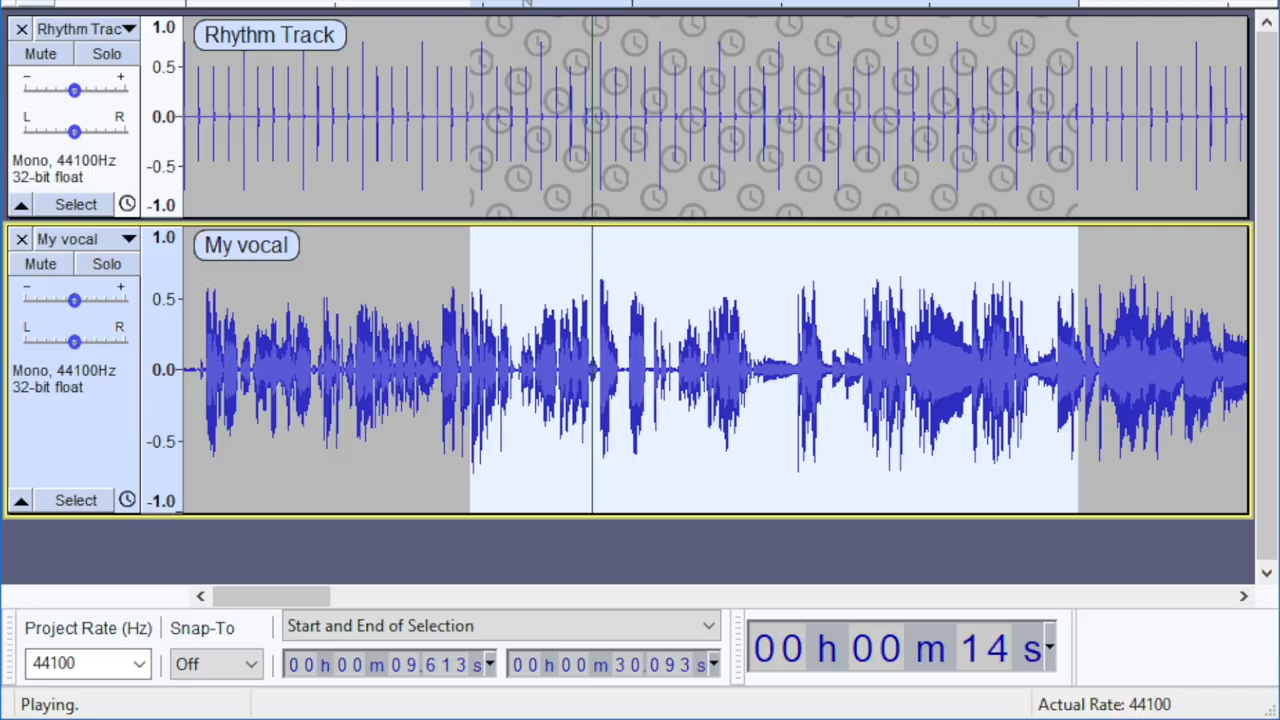 Rhythm Trac
Mute Solo
- +
L R
Mono, 44100Hz
32-bit float
Select
1.0
0.5
0.0
-0.5
-1.0
Rhythm Track
My vocal
Mute Solo
- +
L R
Mono, 44100Hz
32-bit float
Select
1.0
0.5
0.0
-0.5
-1.0
My vocal
Project Rate (Hz) Snap-To
Start and End of Selection
44100 Off
00h00m09.613s 00h00m30.093s
00h00m14s
Playing.
Actual Rate: 44100